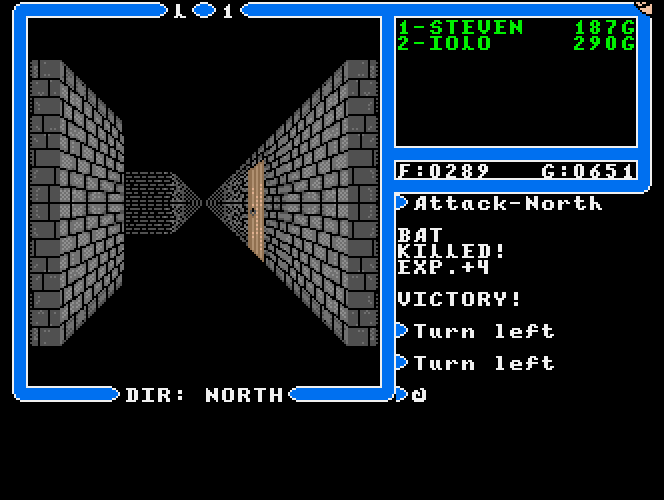 L 1
1-STEVEN 187G
2-IOLO 290G
F:0289 G:0651
Attack-North
BAT
KILLED!
EXP.+4
VICTORY!
Turn left
Turn left
DIR: NORTH